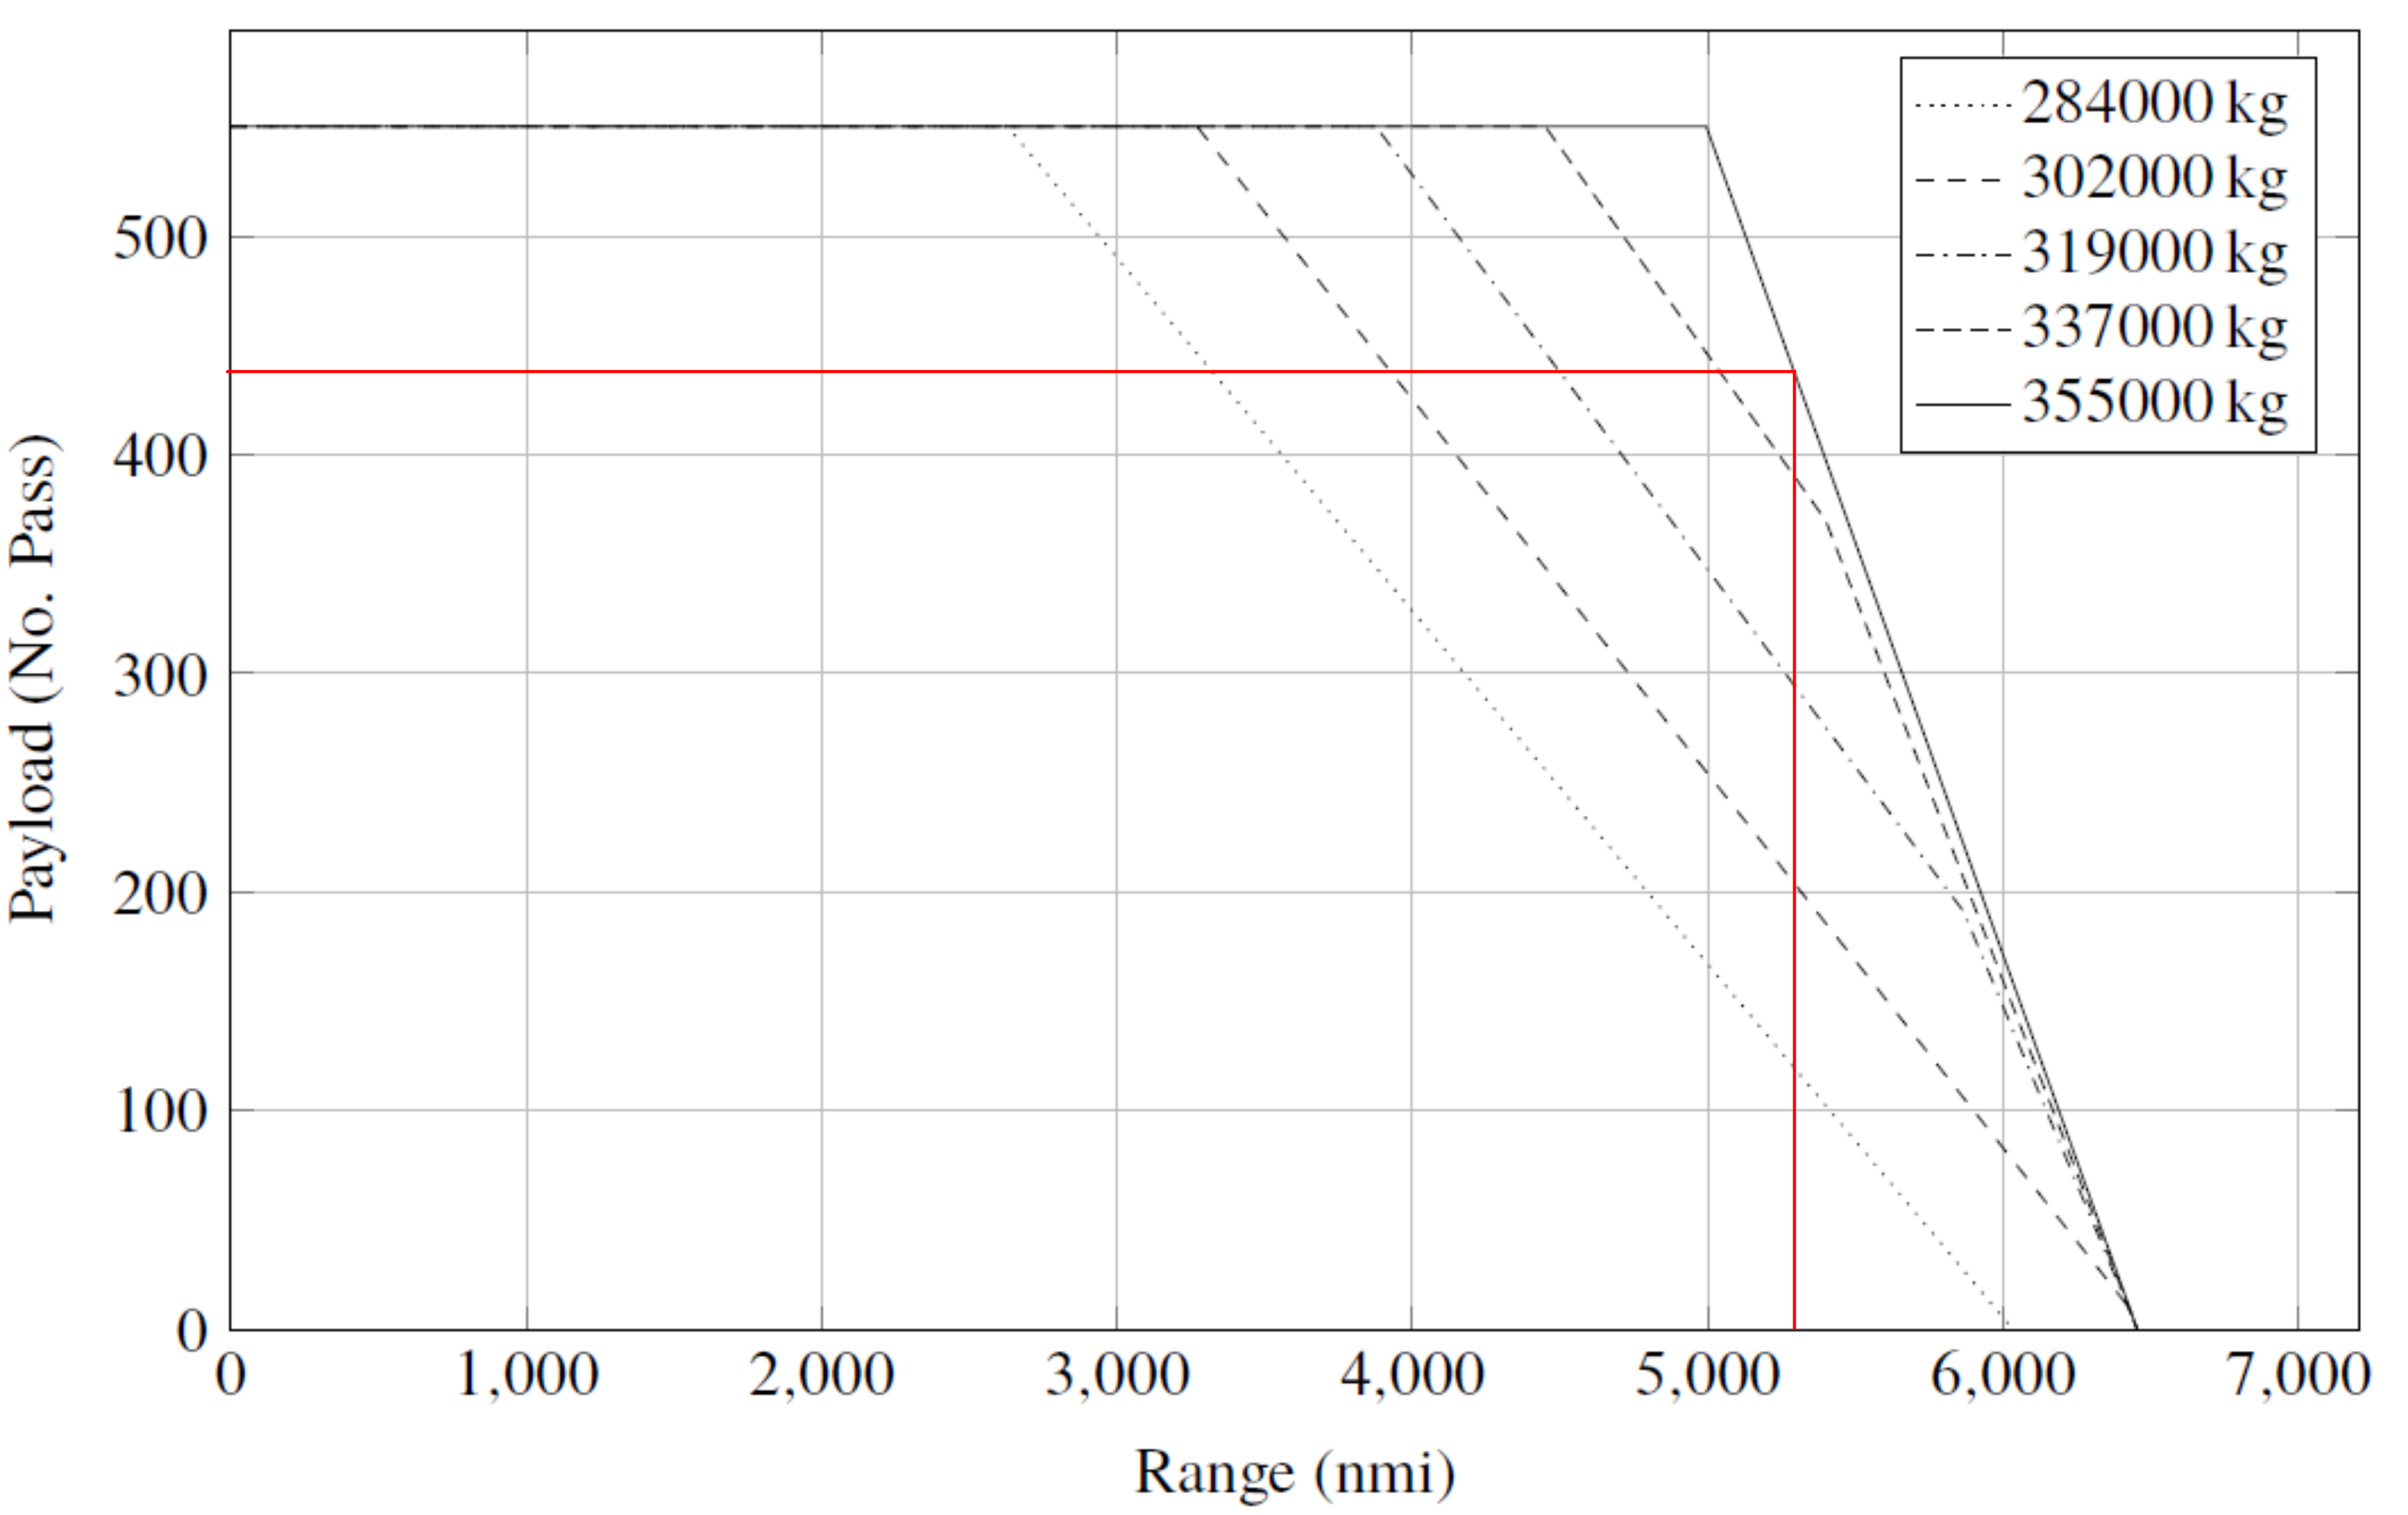 284000 kg
302000 kg
319000 kg
337000 kg
355000 kg
500
400
300
200
100
0
Payload (No. Pass)
0 1,000 2,000 3,000 4,000 5,000 6,000 7,000
Range (nmi)